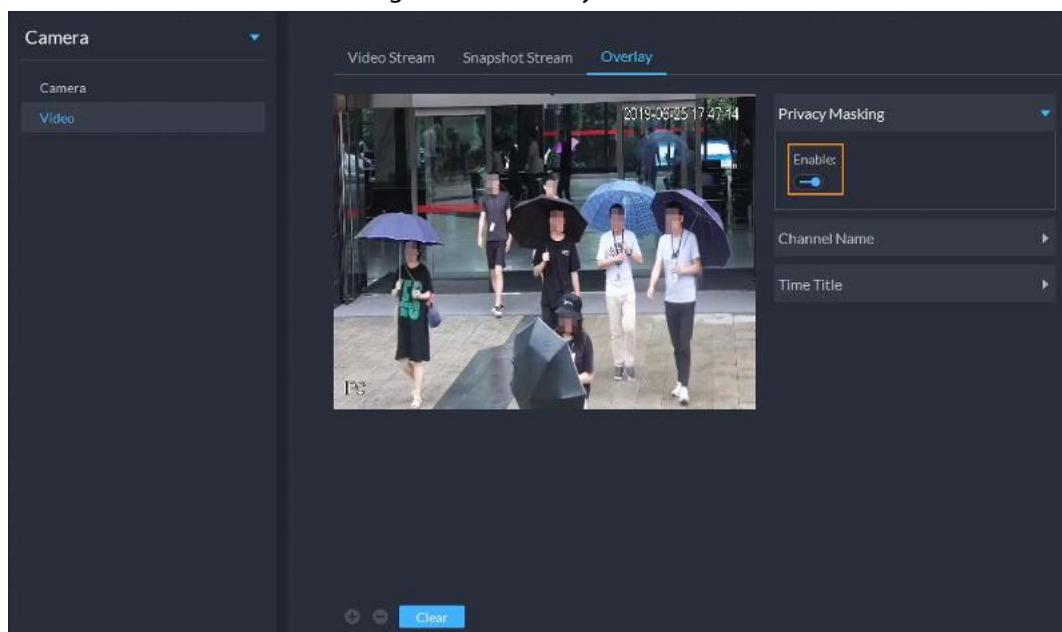 Camera
Camera
Video
Video Stream Snapshot Stream Overlay
2019-06-25 17:47:14
IPC
Privacy Masking
Enable:
Channel Name
Time Title
Clear